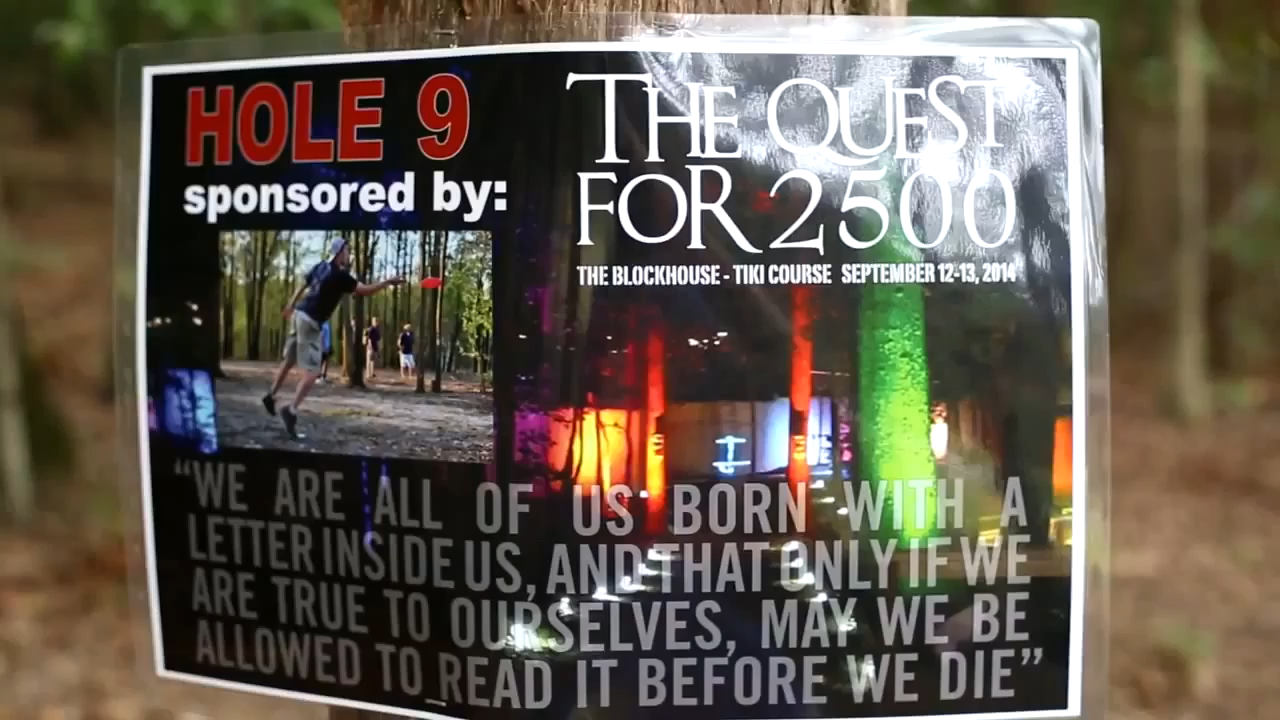 HOLE 9
sponsored by:
THE QUEST
FOR 2500
THE BLOCKHOUSE - TIKI COURSE SEPTEMBER 12-13, 2014
“WE ARE ALL OF US BORN WITH A
LETTER INSIDE US, AND THAT ONLY IF WE
ARE TRUE TO OURSELVES, MAY WE BE
ALLOWED TO READ IT BEFORE WE DIE”